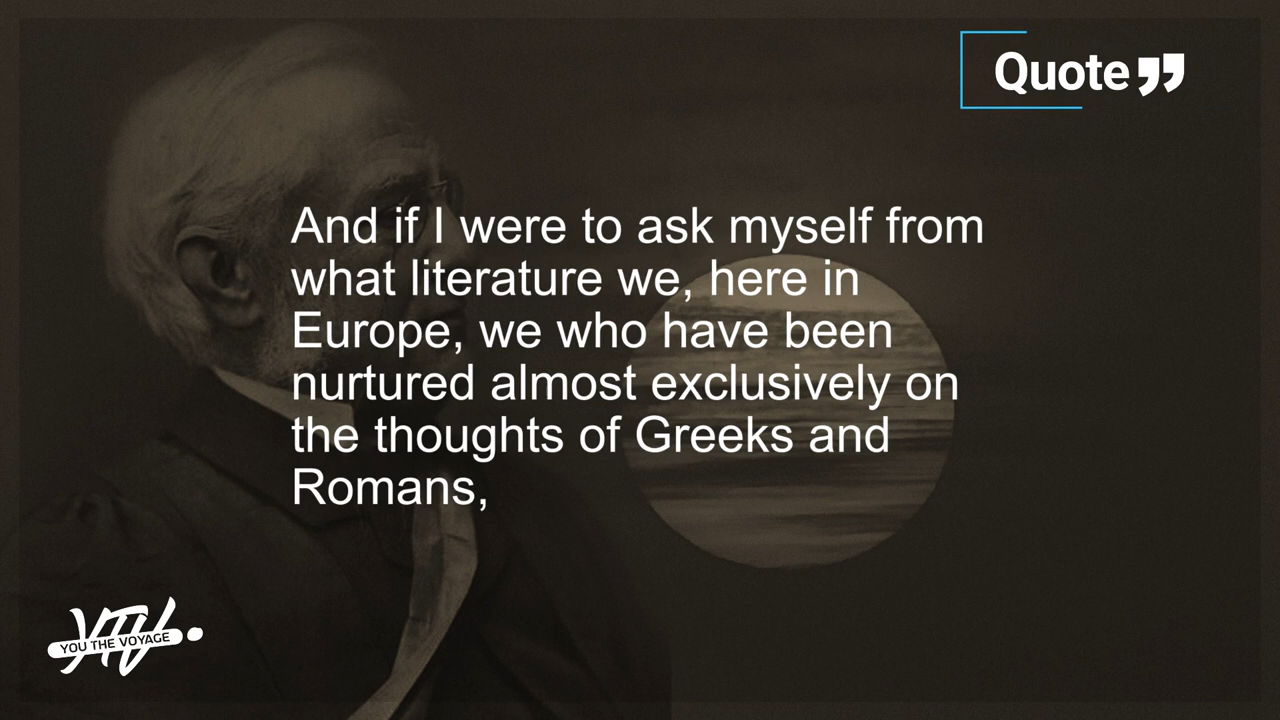 Quote
And if I were to ask myself from
what literature we, here in
Europe, we who have been
nurtured almost exclusively on
the thoughts of Greeks and
Romans,
YTV
YOU THE VOYAGE